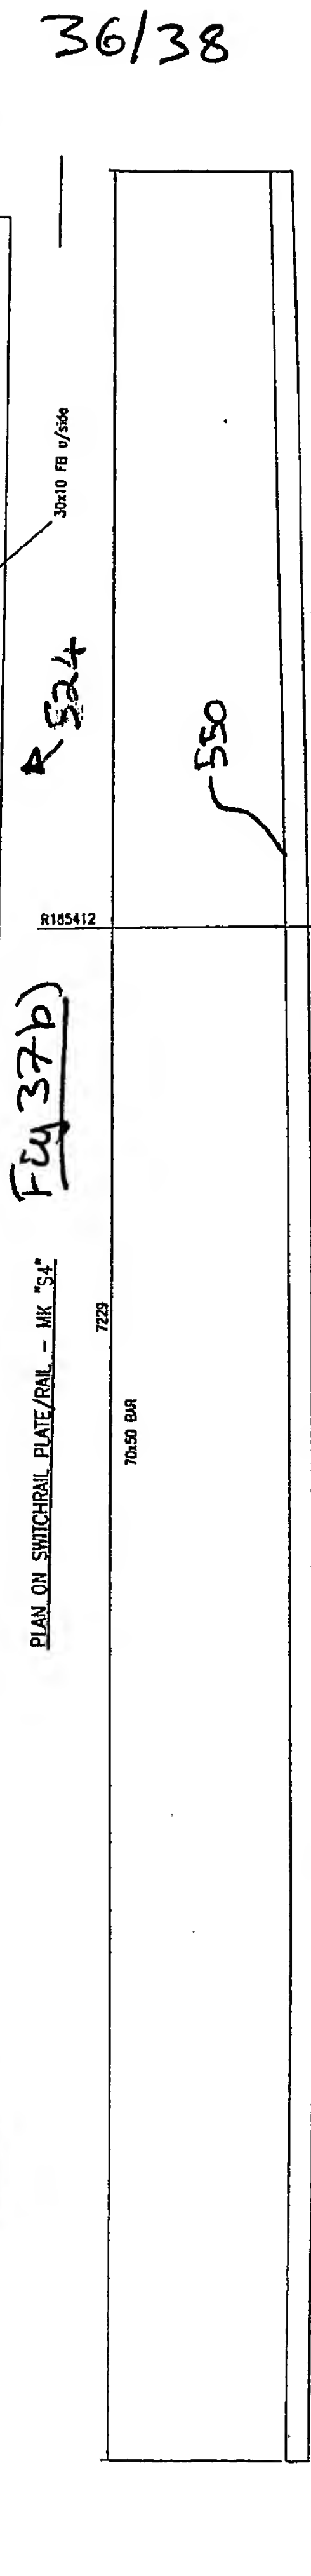 36/38
30x10 FB u/side
524
550
R185412
Fig 37b)
PLAN ON SWITCHRAIL PLATE/RAIL - MK "S4"
7229
70x50 BAR